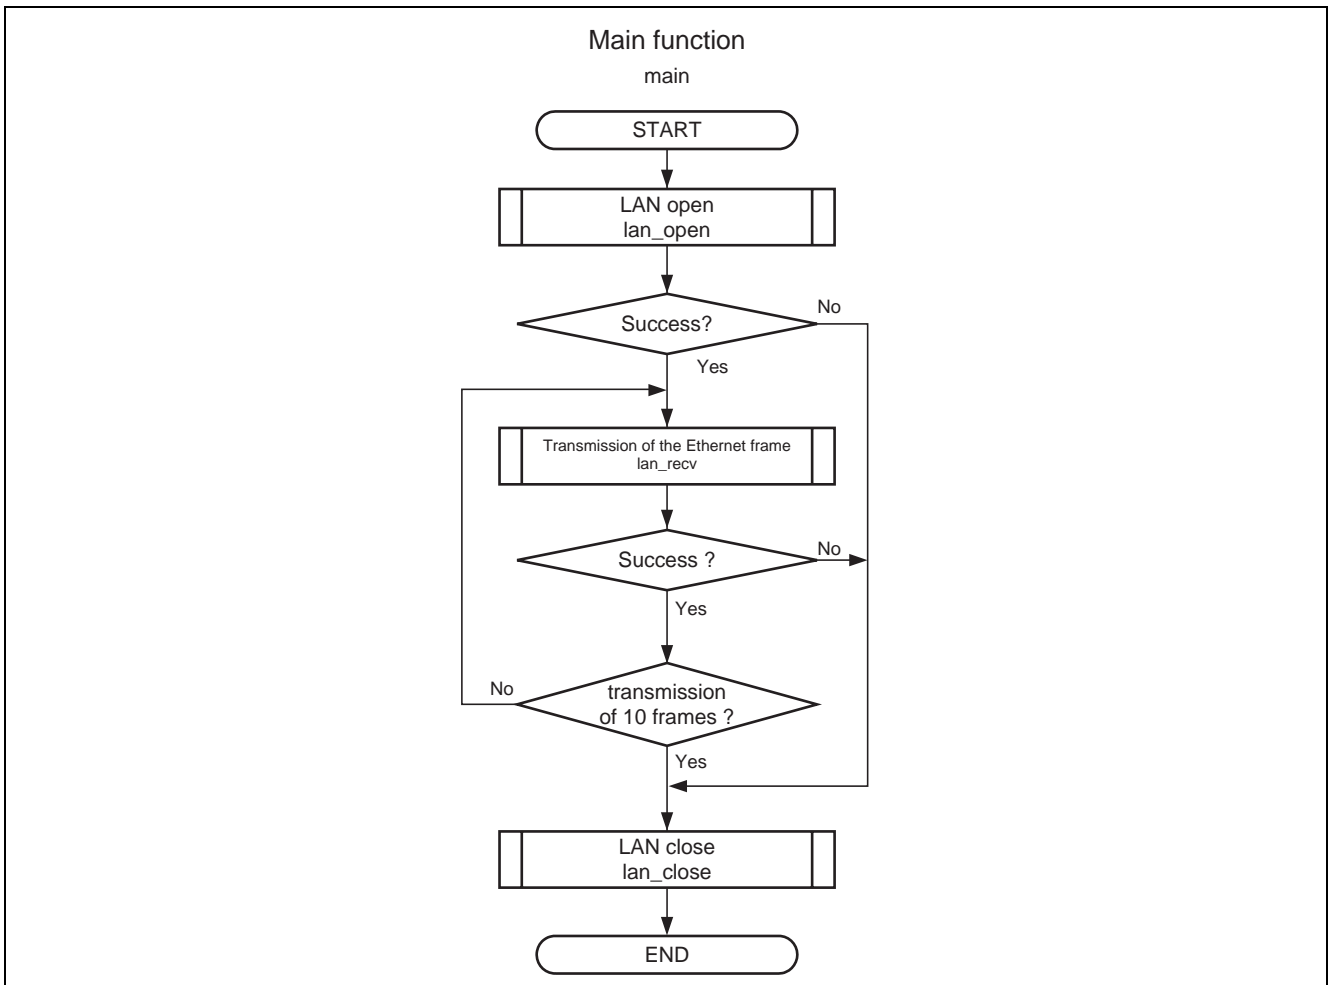 Main function
main
START
LAN open
lan_open
Success?
No
Yes
Transmission of the Ethernet frame
lan_recv
Success ?
No
Yes
No
transmission
of 10 frames ?
Yes
LAN close
lan_close
END